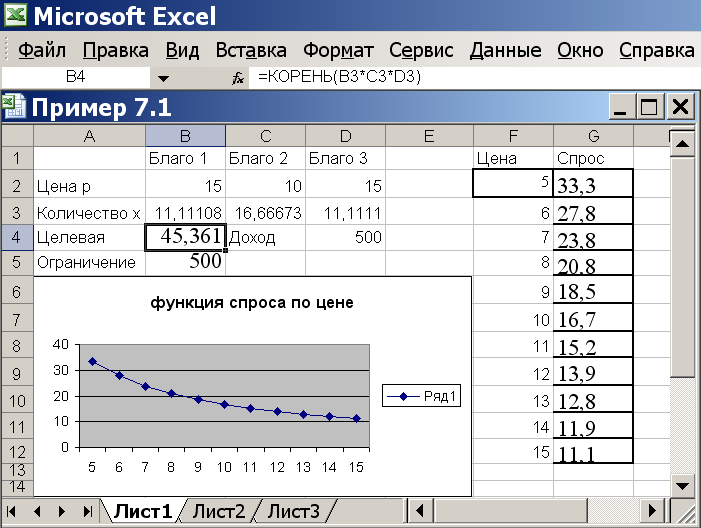 Microsoft Excel
Файл Правка Вид Вставка Формат Сервис Данные Окно Справка
B4 fx =КОРЕНЬ(B3*C3*D3)
Пример 7.1
A B C D E F G
1 Благо 1 Благо 2 Благо 3 Цена Спрос
2 Цена р 15 10 15 5 33,3
3 Количество х 11,11108 16,66673 11,1111 6 27,8
4 Целевая 45,361 Доход 500 7 23,8
5 Ограничение 500 8 20,8
6 9 18,5
7 10 16,7
8 11 15,2
9 12 13,9
10 13 12,8
11 14 11,9
12 15 11,1
13
14
функция спроса по цене
40
30
20
10
0
5 6 7 8 9 10 11 12 13 14 15
Ряд1
Лист1 Лист2 Лист3